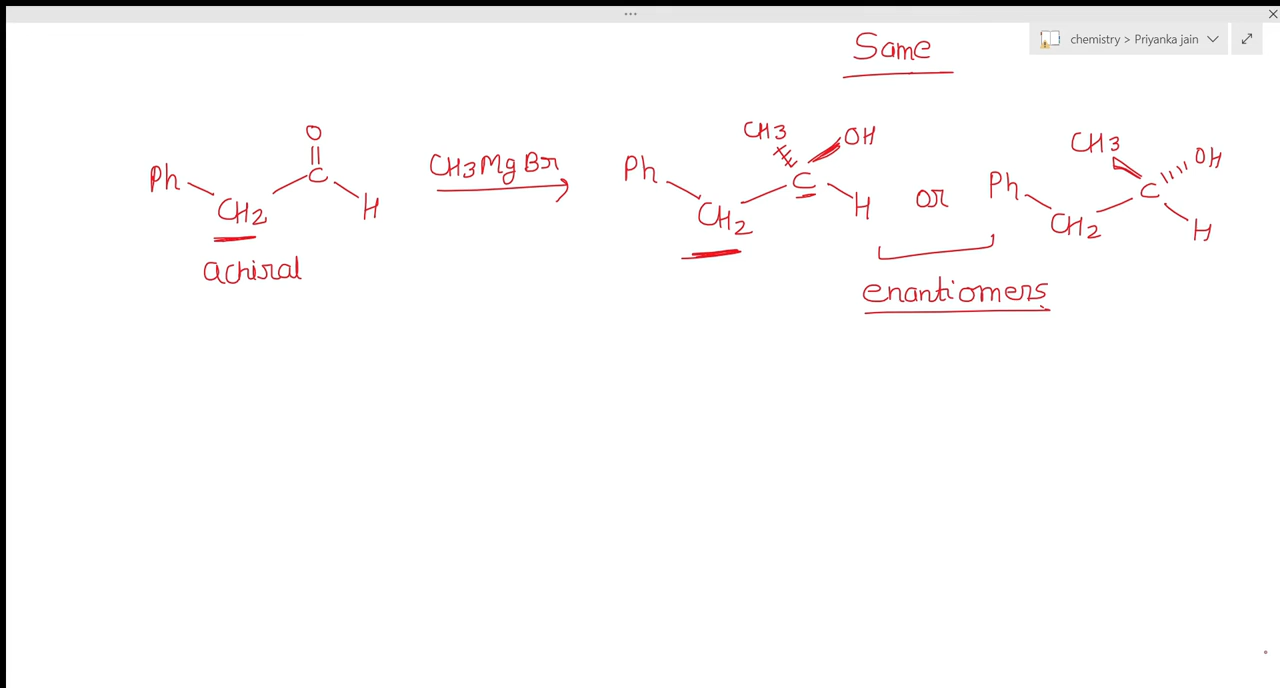 ...
chemistry > Priyanka jain
Same
O
||
Ph CH2 C H
CH3MgBr
CH3 OH
Ph CH2 C H
or
CH3 OH
Ph CH2 C H
achiral
enantiomers